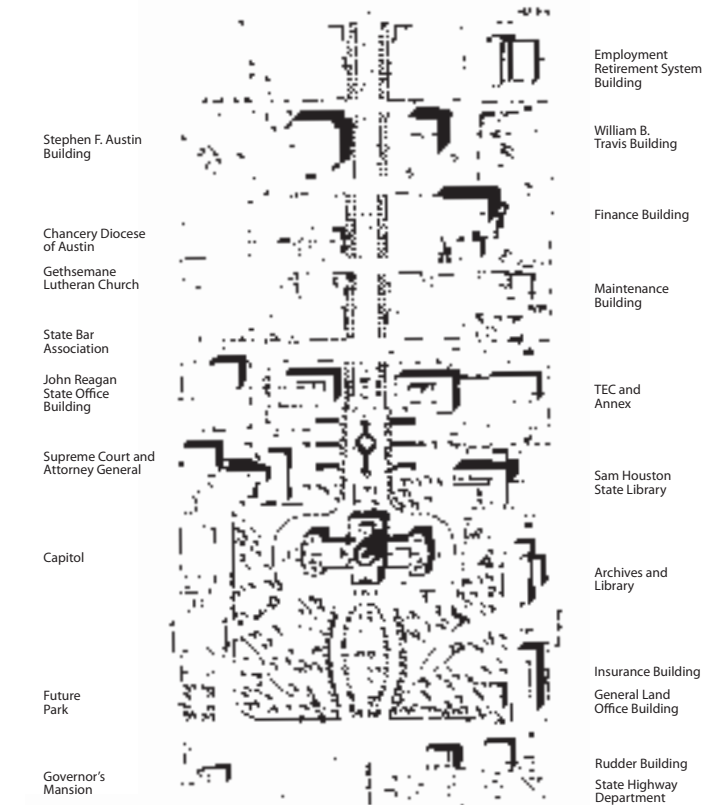 Employment
Retirement System
Building
Stephen F. Austin
Building
William B.
Travis Building
Finance Building
Chancery Diocese
of Austin
Gethsemane
Lutheran Church
Maintenance
Building
State Bar
Association
John Reagan
State Office
Building
TEC and
Annex
Supreme Court and
Attorney General
Sam Houston
State Library
Capitol
Archives and
Library
Insurance Building
Future
Park
General Land
Office Building
Rudder Building
Governor's
Mansion
State Highway
Department